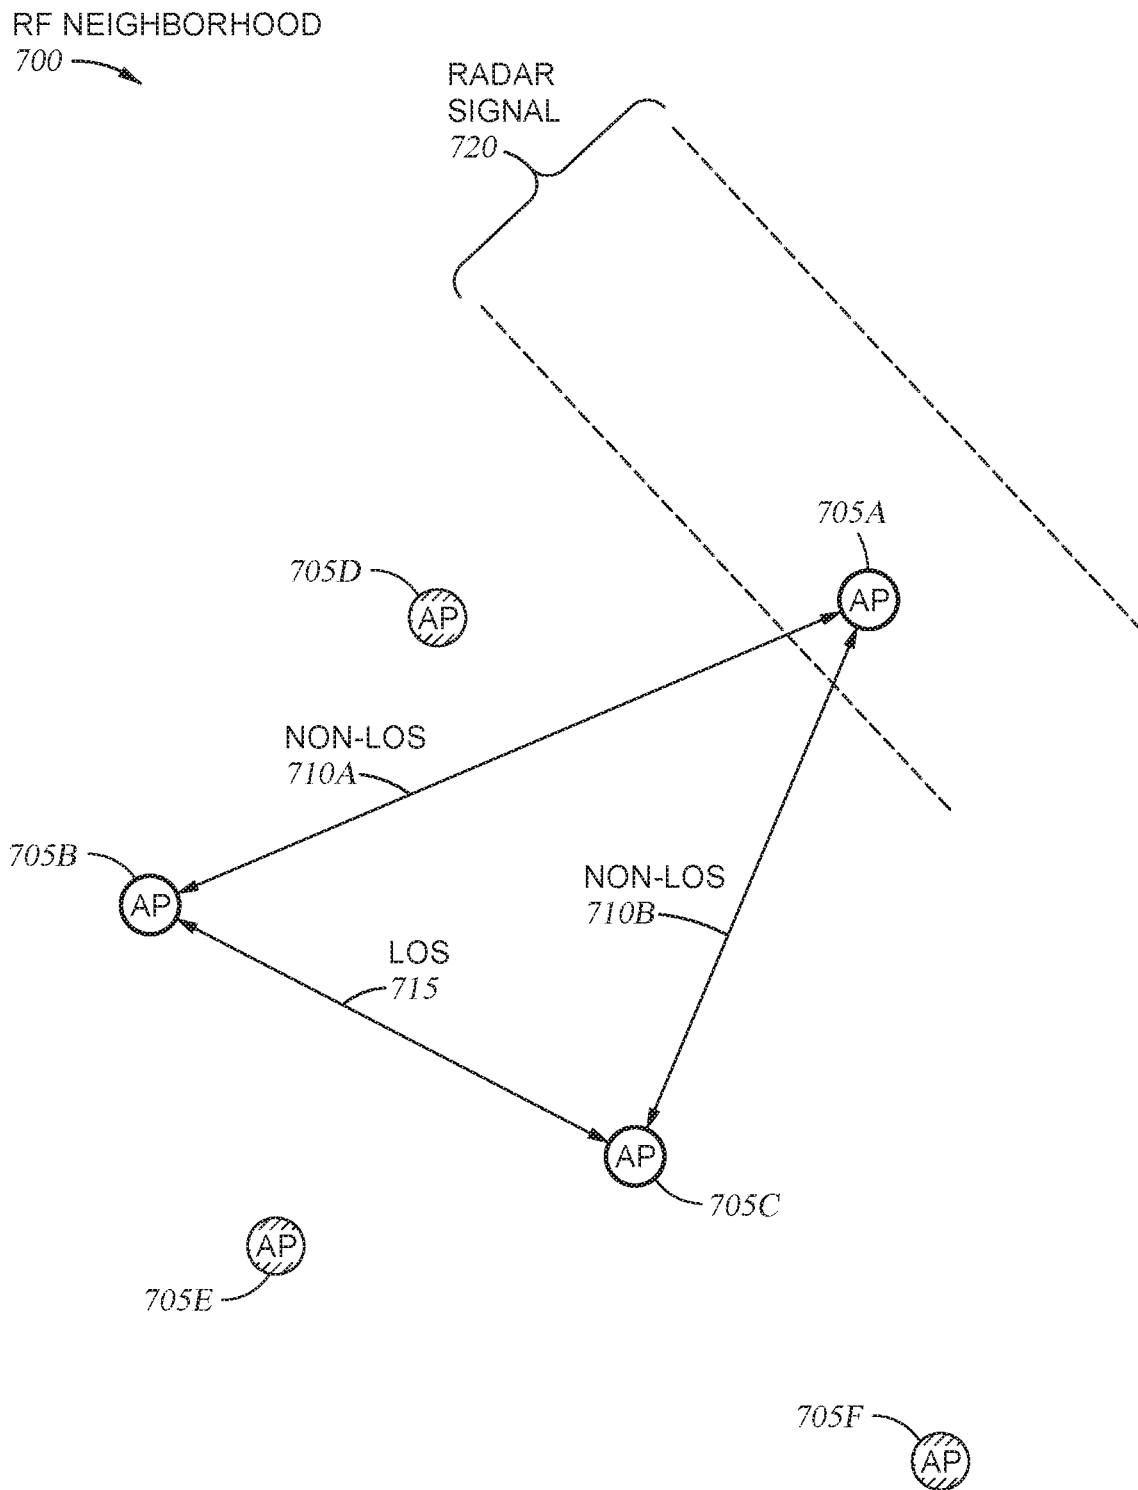 RF NEIGHBORHOOD
700
RADAR
SIGNAL
720
705A
AP
705D
AP
NON-LOS
710A
705B
AP
NON-LOS
710B
LOS
715
AP
705C
AP
705E
705F
AP